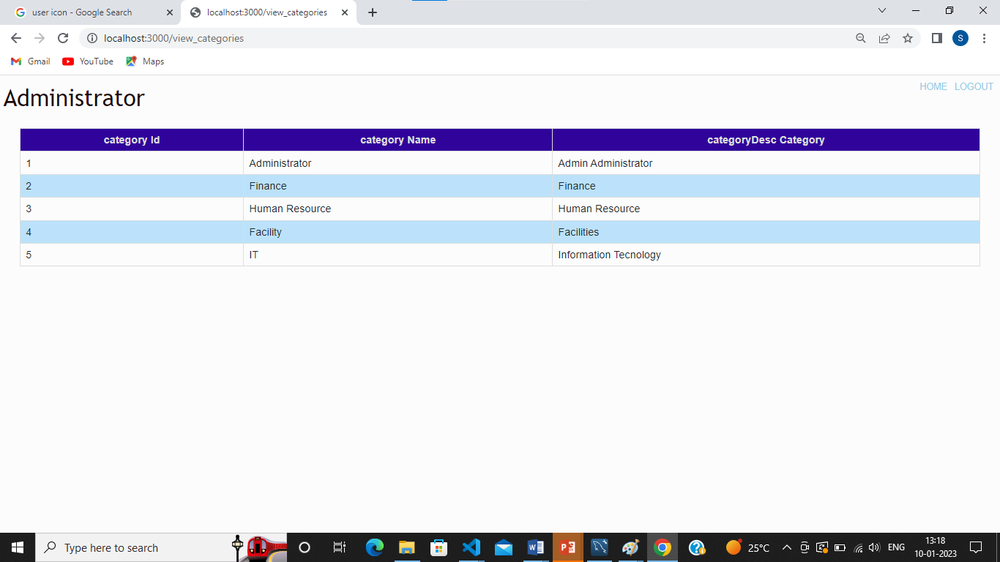 user icon - Google Search
localhost:3000/view_categories
localhost:3000/view_categories
S
Gmail YouTube Maps
HOME LOGOUT
Administrator
category Id category Name categoryDesc Category
1 Administrator Admin Administrator
2 Finance Finance
3 Human Resource Human Resource
4 Facility Facilities
5 IT Information Tecnology
Type here to search
25°C
ENG
13:18
10-01-2023